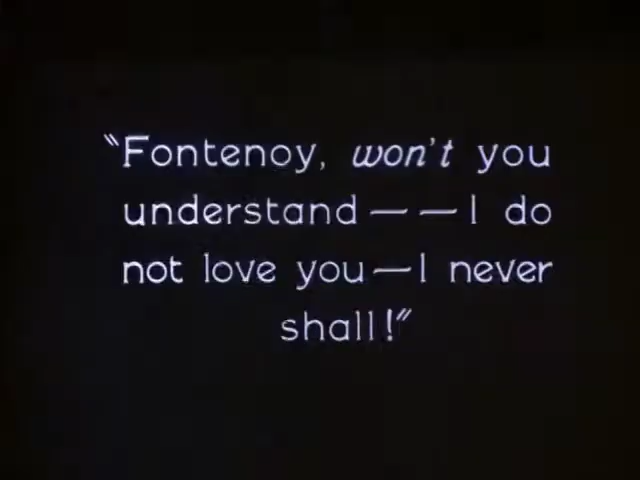 "Fontenoy, won't you
understand — — I do
not love you — I never
shall!"